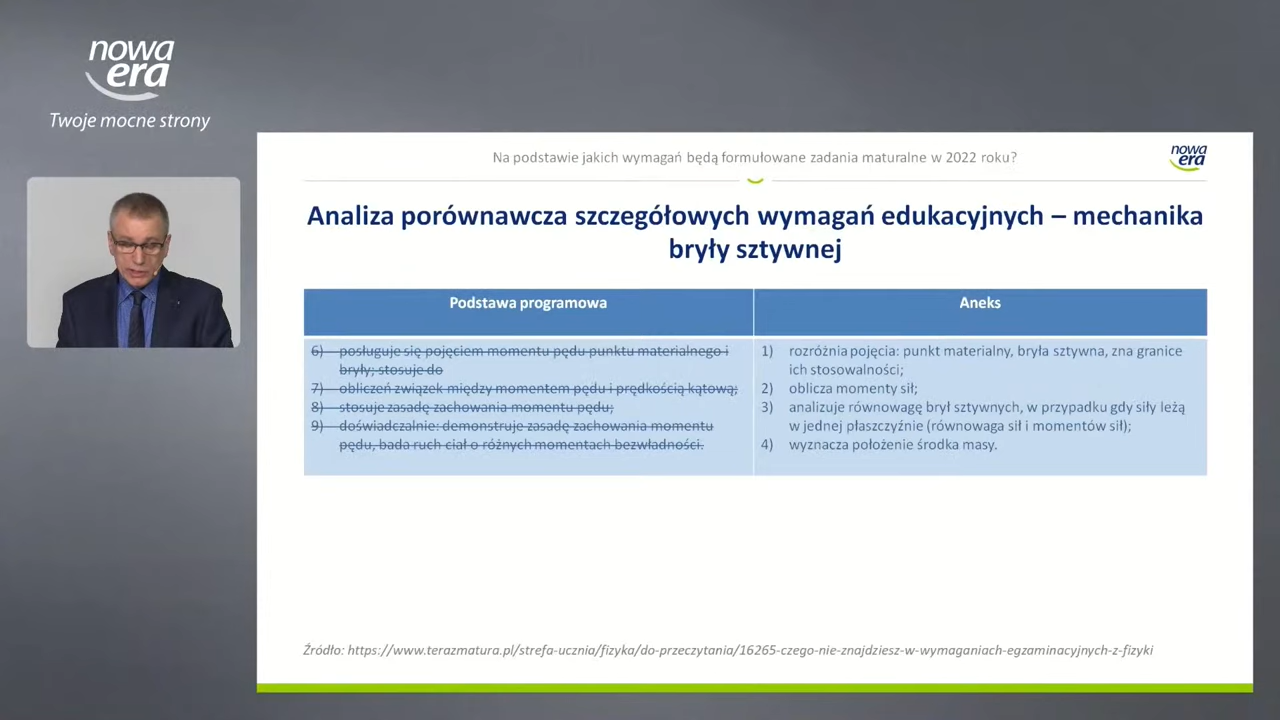 nowa
era
Twoje mocne strony
Na podstawie jakich wymagań będą formułowane zadania maturalne w 2022 roku?
nowa
era
Analiza porównawcza szczegółowych wymagań edukacyjnych – mechanika
bryły sztywnej
Podstawa programowa
6) posługuje się pojęciem momentu pędu punktu materialnego i
bryły; stosuje do
7) obliczeń związek między momentem pędu i prędkością kątową;
8) stosuje zasadę zachowania momentu pędu;
9) doświadczalnie: demonstruje zasadę zachowania momentu
pędu, bada ruch ciał o różnych momentach bezwładności.
Aneks
1) rozróżnia pojęcia: punkt materialny, bryła sztywna, zna granice
ich stosowalności;
2) oblicza momenty sił;
3) analizuje równowagę brył sztywnych, w przypadku gdy siły leżą
w jednej płaszczyźnie (równowaga sił i momentów sił);
4) wyznacza położenie środka masy.
Źródło: https://www.terazmatura.pl/strefa-ucznia/fizyka/do-przeczytania/16265-czego-nie-znajdziesz-w-wymaganiach-egzaminacyjnych-z-fizyki